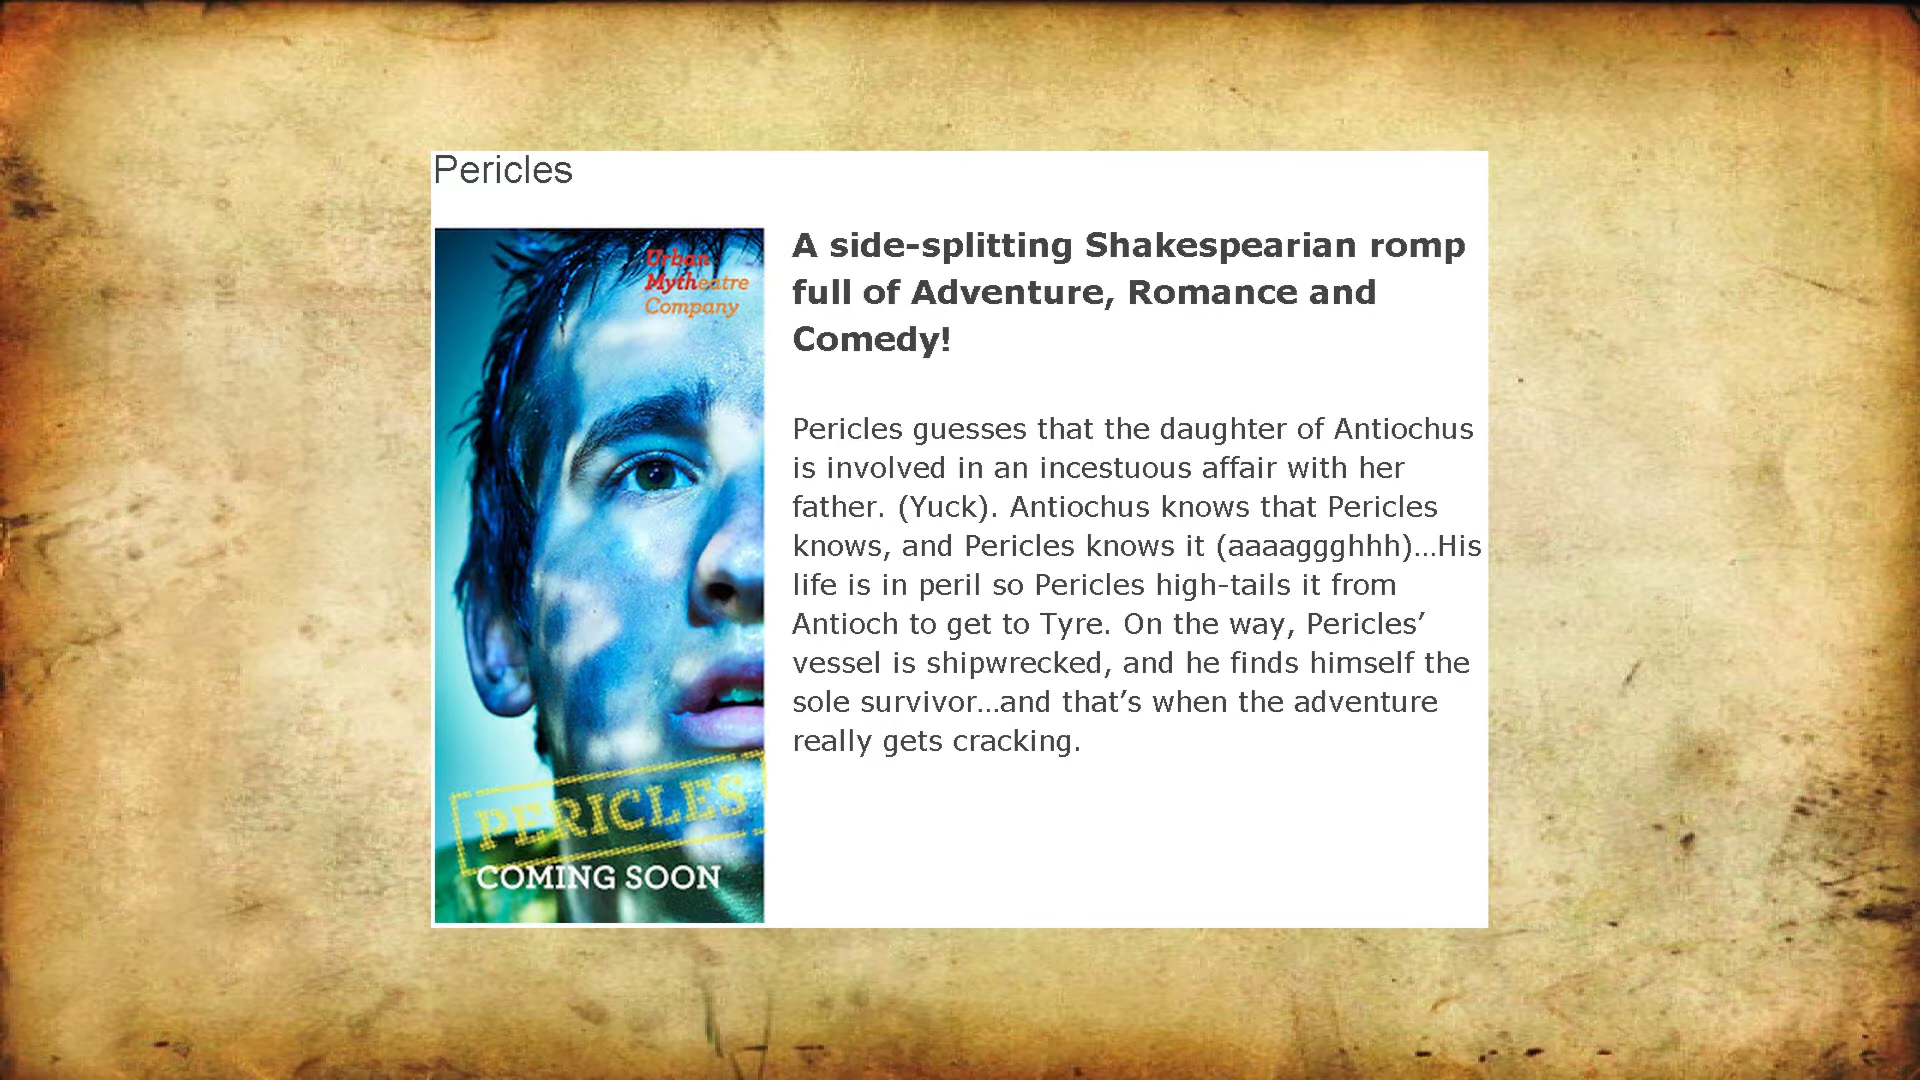 Pericles
Urban
Mytheatre
Company
PERICLES
COMING SOON
A side-splitting Shakespearian romp
full of Adventure, Romance and
Comedy!
Pericles guesses that the daughter of Antiochus
is involved in an incestuous affair with her
father. (Yuck). Antiochus knows that Pericles
knows, and Pericles knows it (aaaaggghhh)…His
life is in peril so Pericles high-tails it from
Antioch to get to Tyre. On the way, Pericles’
vessel is shipwrecked, and he finds himself the
sole survivor…and that’s when the adventure
really gets cracking.